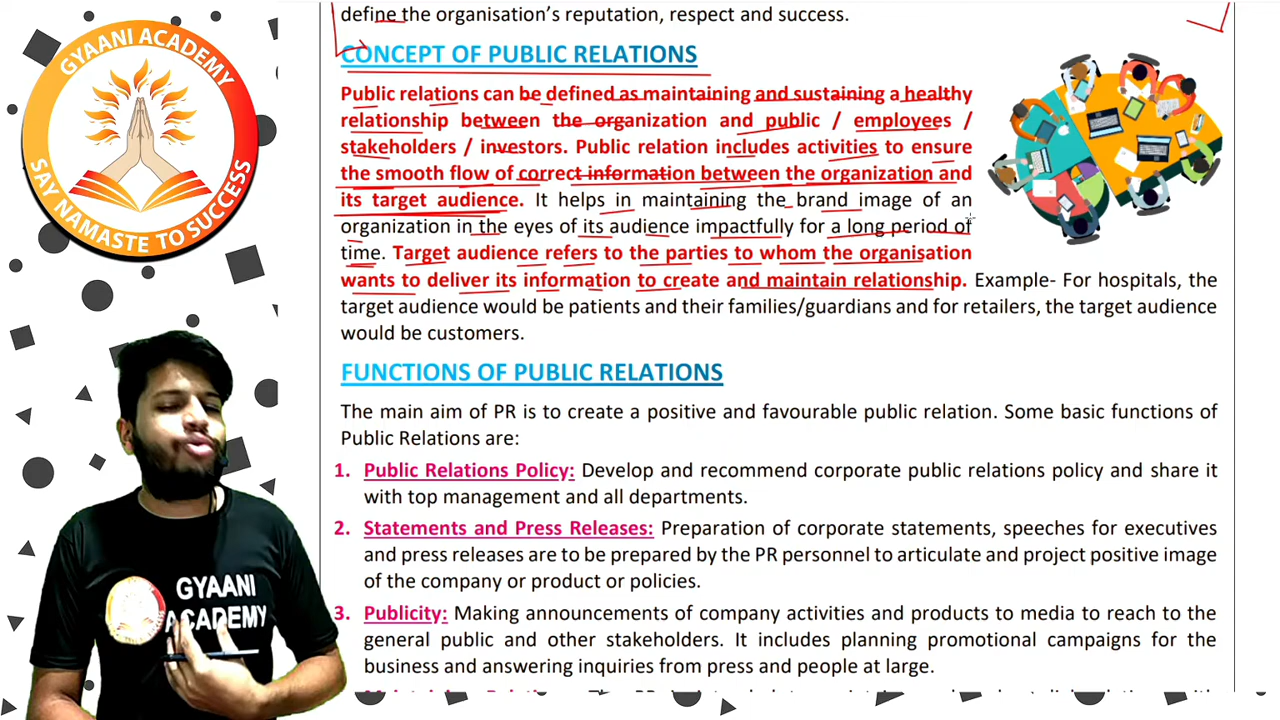 GYAANI ACADEMY
SAY NAMASTE TO SUCCESS
define the organisation's reputation, respect and success.
CONCEPT OF PUBLIC RELATIONS
Public relations can be defined as maintaining and sustaining a healthy
relationship between the organization and public / employees /
stakeholders / investors. Public relation includes activities to ensure
the smooth flow of correct information between the organization and
its target audience. It helps in maintaining the brand image of an
organization in the eyes of its audience impactfully for a long period of
time. Target audience refers to the parties to whom the organisation
wants to deliver its information to create and maintain relationship. Example- For hospitals, the
target audience would be patients and their families/guardians and for retailers, the target audience
would be customers.
FUNCTIONS OF PUBLIC RELATIONS
The main aim of PR is to create a positive and favourable public relation. Some basic functions of
Public Relations are:
1. Public Relations Policy: Develop and recommend corporate public relations policy and share it
with top management and all departments.
2. Statements and Press Releases: Preparation of corporate statements, speeches for executives
and press releases are to be prepared by the PR personnel to articulate and project positive image
of the company or product or policies.
3. Publicity: Making announcements of company activities and products to media to reach to the
general public and other stakeholders. It includes planning promotional campaigns for the
business and answering inquiries from press and people at large.
GYAANI
ACADEMY